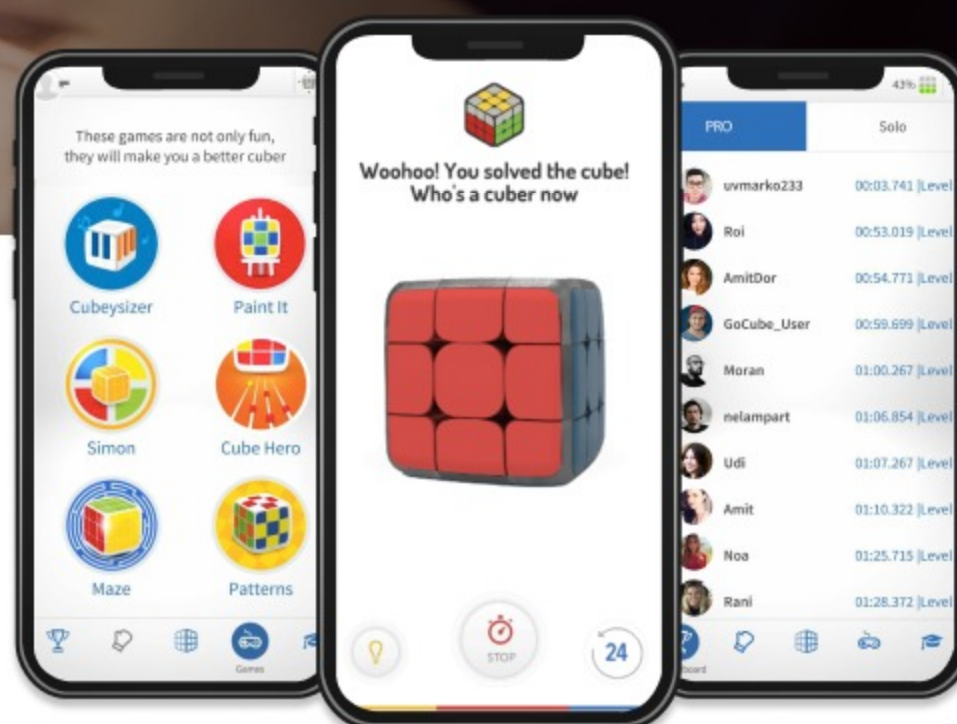 These games are not only fun,
they will make you a better cuber
Cubeysizer
Paint It
Simon
Cube Hero
Maze
Patterns
Games
Woohoo! You solved the cube!
Who's a cuber now
STOP
24
43%
PRO
Solo
uvmarko233
00:03.741 |Level
Roi
00:53.019 |Level
AmitDor
00:54.771 |Level
GoCube_User
00:59.699 |Level
Moran
01:00.267 |Level
nelampart
01:06.854 |Level
Udi
01:07.267 |Level
Amit
01:10.322 |Level
Noa
01:25.715 |Level
Rani
01:28.372 |Level
board